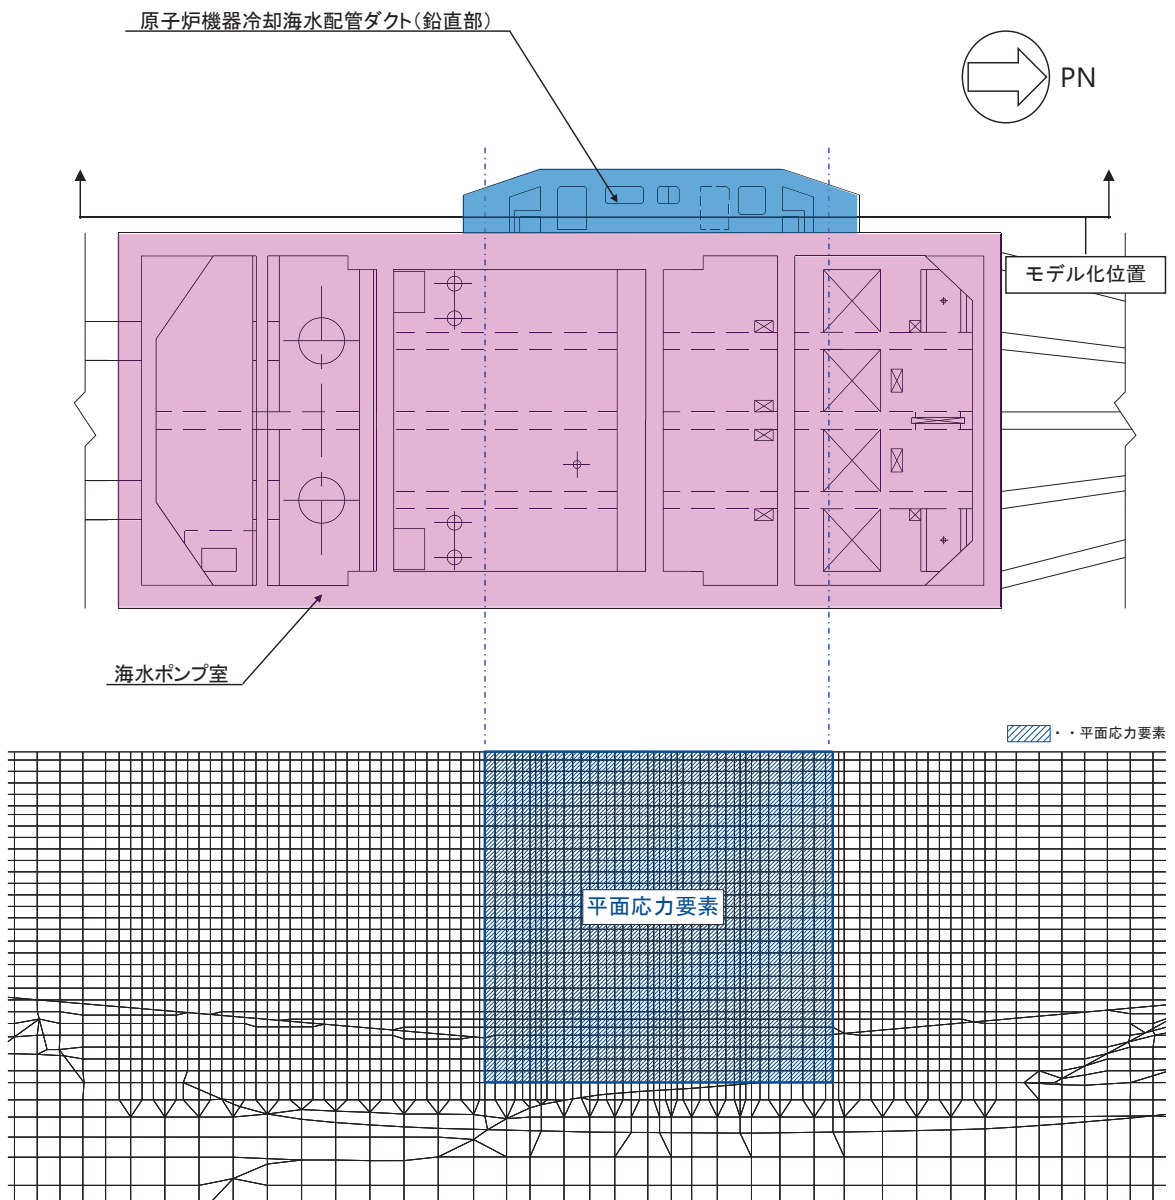 原子炉機器冷却海水配管ダクト(鉛直部)
PN
モデル化位置
海水ポンプ室
・・平面応力要素
平面応力要素